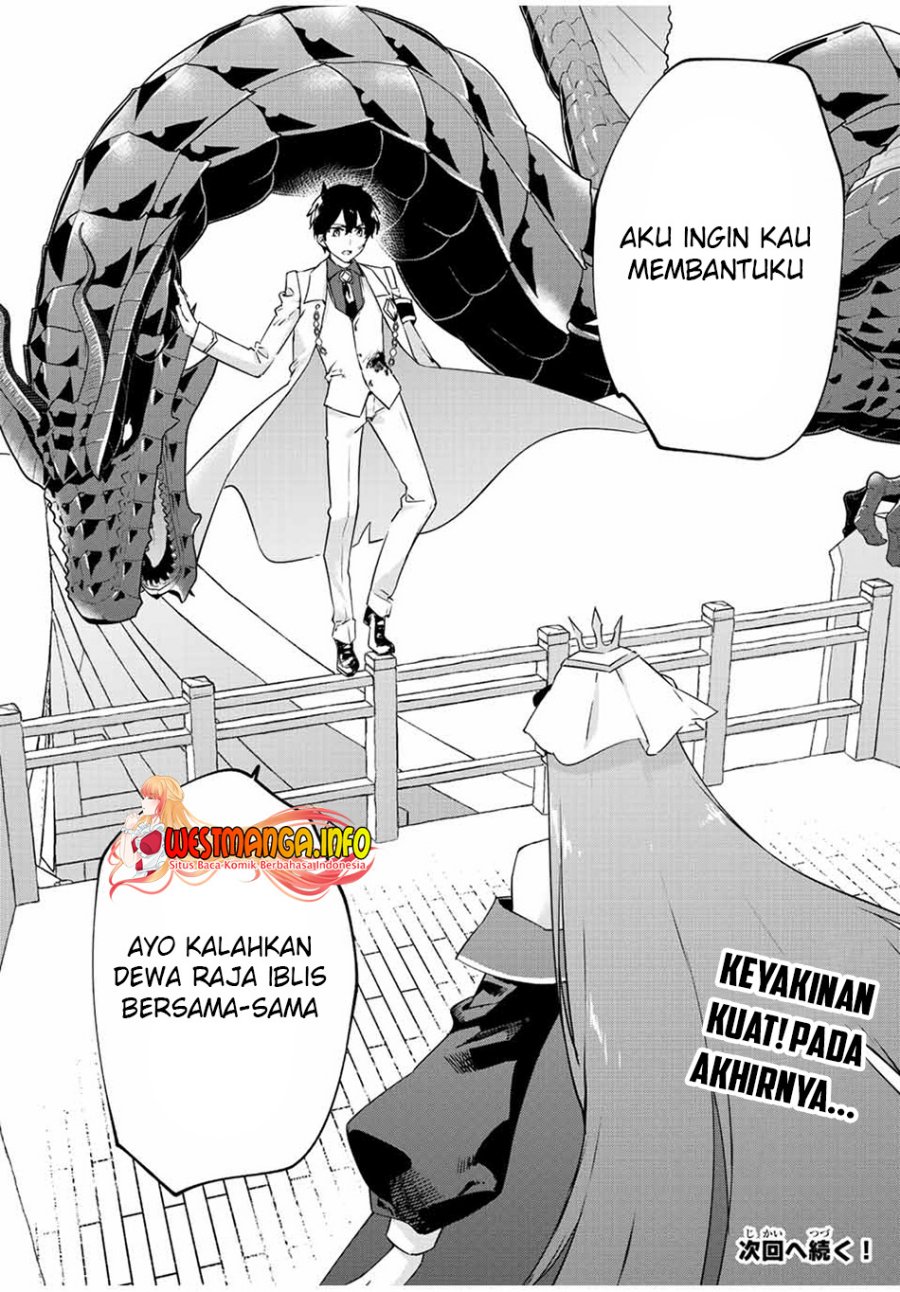 AKU INGIN KAU
MEMBANTUKU
WESTMANGA.INFO
Situs Baca Komik Berbahasa Indonesia
AYO KALAHKAN
DEWA RAJA IBLIS
BERSAMA-SAMA
KEYAKINAN
KUAT! PADA
AKHIRNYA...
じかい つづ
次回へ続く!